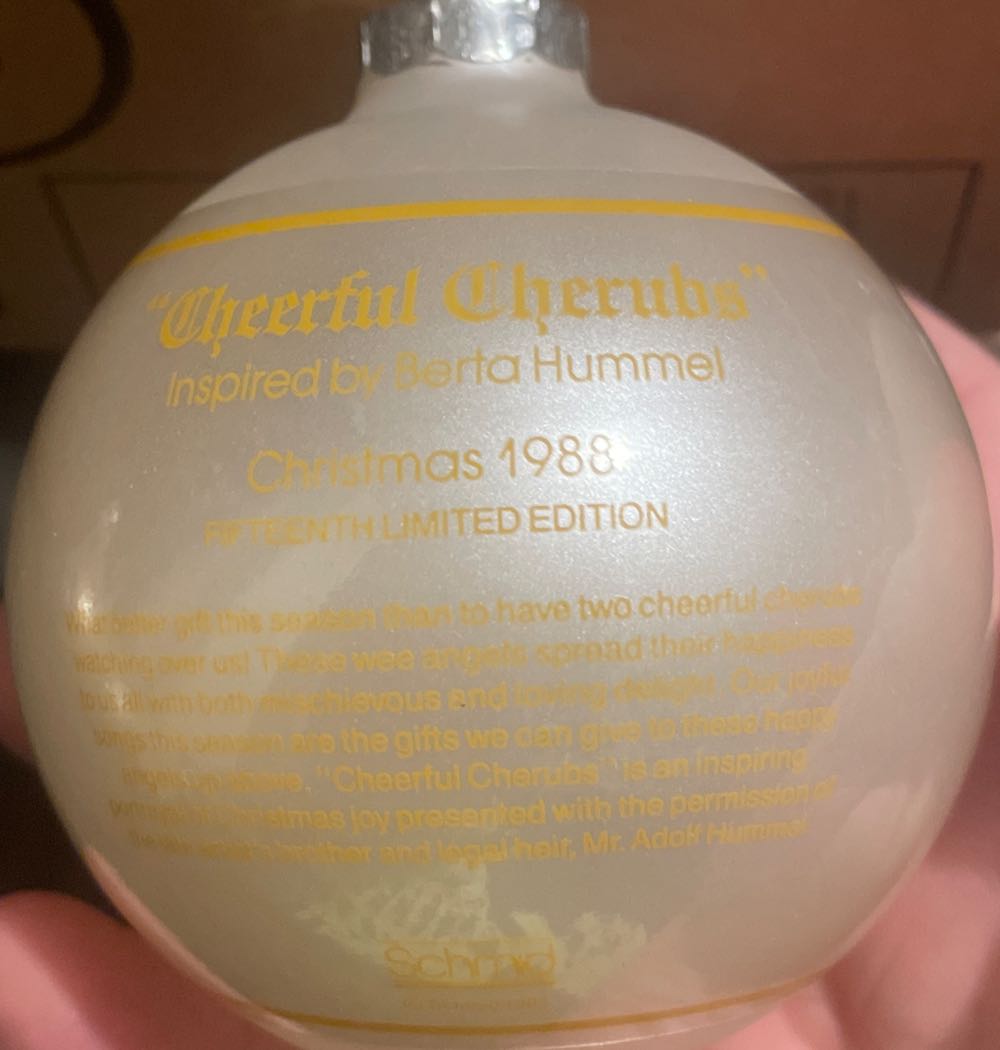 "Cheerful Cherubs"
Inspired by Berta Hummel
Christmas 1988
FIFTEENTH LIMITED EDITION
What better gift this season than to have two cheerful cherubs
watching over us! These wee angels spread their happiness
to us all with both mischievous and loving delight. Our joyful
songs this season are the gifts we can give to these happy
angels up above. "Cheerful Cherubs" is an inspiring
portrayal of Christmas joy presented with the permission of
brother and legal heir, Mr. Adolf Hummel
Schmid